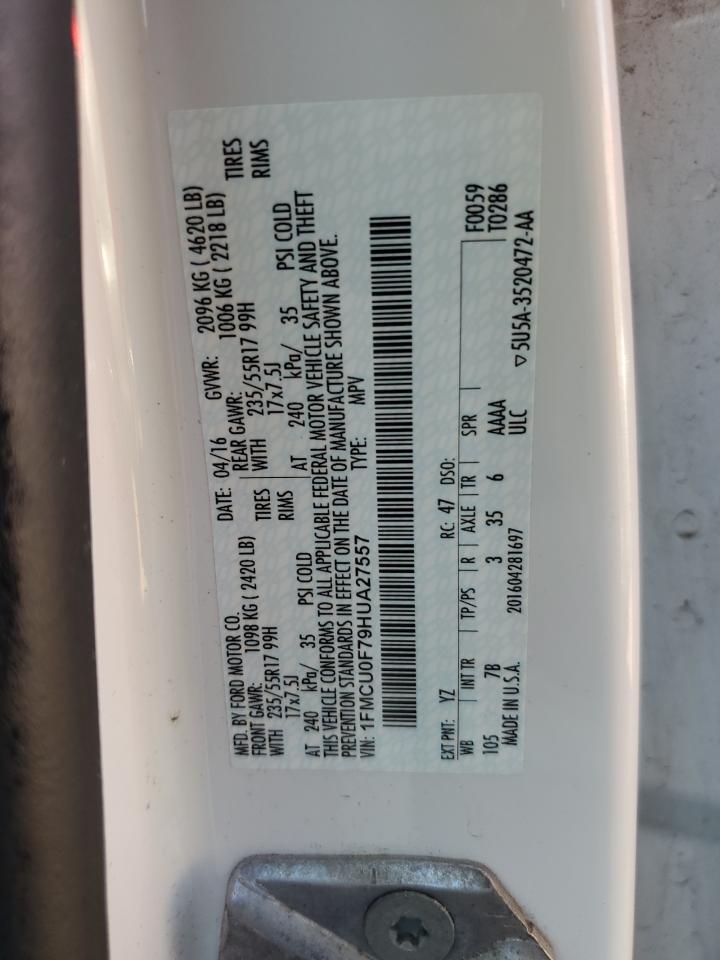 MFD. BY FORD MOTOR CO.
DATE: 04/16 GVWR: 2096 KG ( 4620 LB)
FRONT GAWR: 1098 KG ( 2420 LB) REAR GAWR: 1006 KG ( 2218 LB)
WITH 235/55R17 99H TIRES WITH 235/55R17 99H TIRES
17x7.5J RIMS 17x7.5J RIMS
AT 240 kPa/ 35 PSI COLD AT 240 kPa/ 35 PSI COLD
THIS VEHICLE CONFORMS TO ALL APPLICABLE FEDERAL MOTOR VEHICLE SAFETY AND THEFT
PREVENTION STANDARDS IN EFFECT ON THE DATE OF MANUFACTURE SHOWN ABOVE.
VIN: 1FMCU0F79HUA27557 TYPE: MPV
EXT PNT: YZ RC: 47 DSO: F0059
WB INT TR TP/PS R AXLE TR SPR T0286
105 7B 3 35 6 AAAA
ULC
MADE IN U.S.A. 201604281697 ▽5U5A-3520472-AA